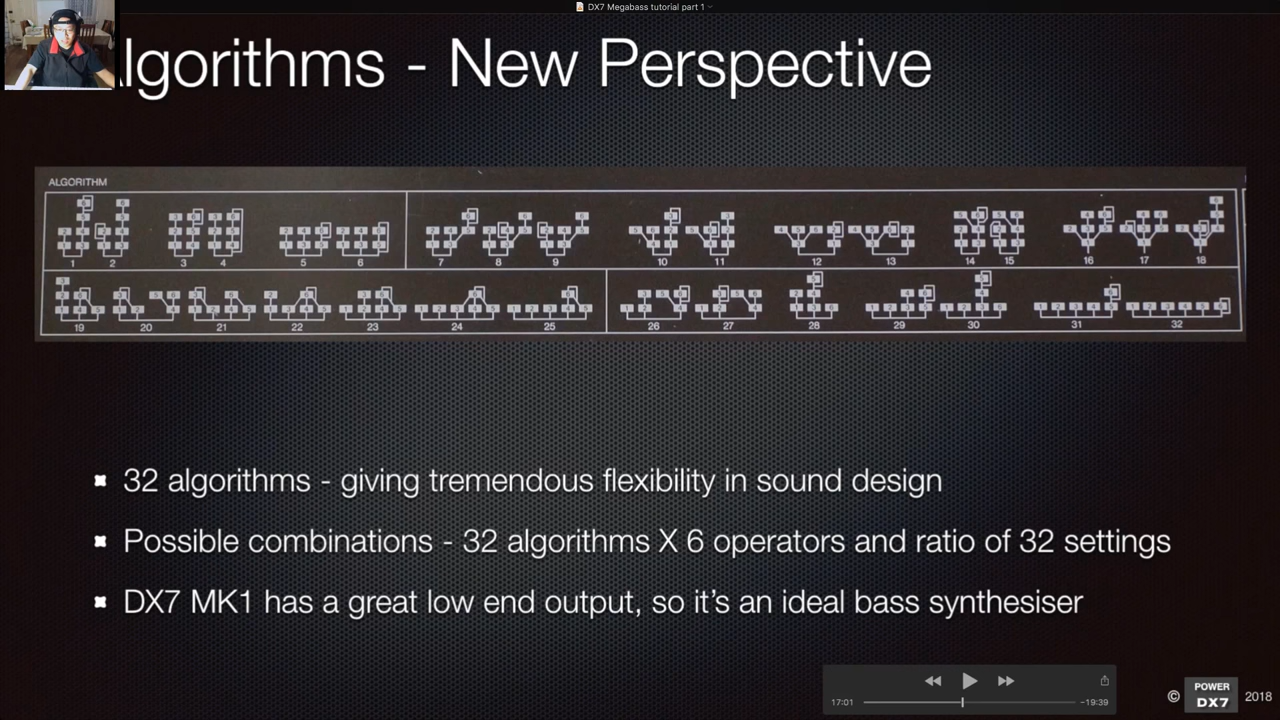 DX7 Megabass tutorial part 1
lgorithms - New Perspective
ALGORITHM
1 2 3 4 5 6 7 8 9 10 11 12 13 14 15 16 17 18
19 20 21 22 23 24 25 26 27 28 29 30 31 32
32 algorithms - giving tremendous flexibility in sound design
Possible combinations - 32 algorithms X 6 operators and ratio of 32 settings
DX7 MK1 has a great low end output, so it's an ideal bass synthesiser
17:01 -19:39
© POWER DX7 2018